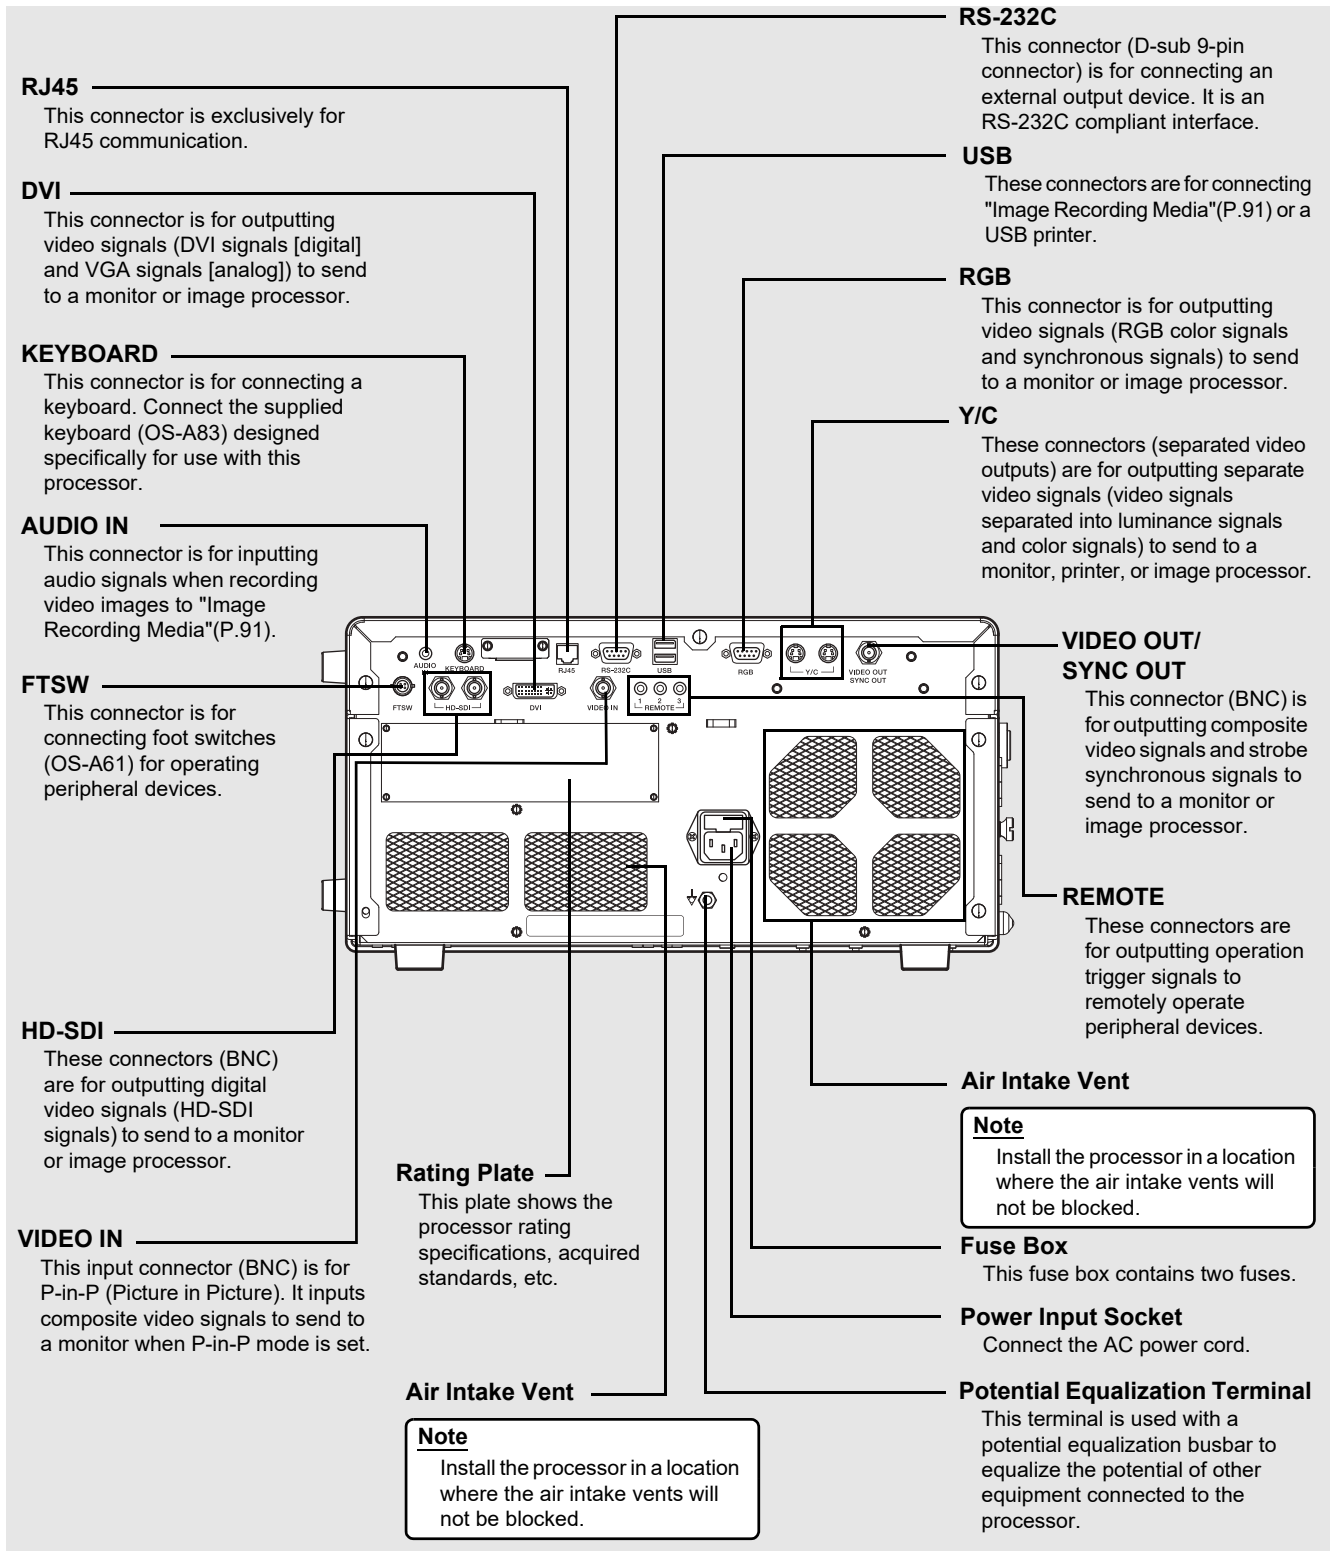 RS-232C
This connector (D-sub 9-pin
connector) is for connecting an
external output device. It is an
RS-232C compliant interface.
RJ45
This connector is exclusively for
RJ45 communication.
USB
These connectors are for connecting
"Image Recording Media"(P.91) or a
USB printer.
DVI
This connector is for outputting
video signals (DVI signals [digital]
and VGA signals [analog]) to send
to a monitor or image processor.
RGB
This connector is for outputting
video signals (RGB color signals
and synchronous signals) to send
to a monitor or image processor.
KEYBOARD
This connector is for connecting a
keyboard. Connect the supplied
keyboard (OS-A83) designed
specifically for use with this
processor.
Y/C
These connectors (separated video
outputs) are for outputting separate
video signals (video signals
separated into luminance signals
and color signals) to send to a
monitor, printer, or image processor.
AUDIO IN
This connector is for inputting
audio signals when recording
video images to "Image
Recording Media"(P.91).
VIDEO OUT/
SYNC OUT
This connector (BNC) is
for outputting composite
video signals and strobe
synchronous signals to
send to a monitor or
image processor.
FTSW
This connector is for
connecting foot switches
(OS-A61) for operating
peripheral devices.
AUDIO
IN
KEYBOARD
RJ45
RS-232C
USB
RGB
Y/C
VIDEO OUT
SYNC OUT
FTSW
HD-SDI
DVI
VIDEO IN
1 2 3
REMOTE
REMOTE
These connectors are
for outputting operation
trigger signals to
remotely operate
peripheral devices.
HD-SDI
These connectors (BNC)
are for outputting digital
video signals (HD-SDI
signals) to send to a monitor
or image processor.
Air Intake Vent
Note
Install the processor in a location
where the air intake vents will
not be blocked.
Rating Plate
This plate shows the
processor rating
specifications, acquired
standards, etc.
VIDEO IN
This input connector (BNC) is for
P-in-P (Picture in Picture). It inputs
composite video signals to send to
a monitor when P-in-P mode is set.
Fuse Box
This fuse box contains two fuses.
Power Input Socket
Connect the AC power cord.
Air Intake Vent
Note
Install the processor in a location
where the air intake vents will
not be blocked.
Potential Equalization Terminal
This terminal is used with a
potential equalization busbar to
equalize the potential of other
equipment connected to the
processor.